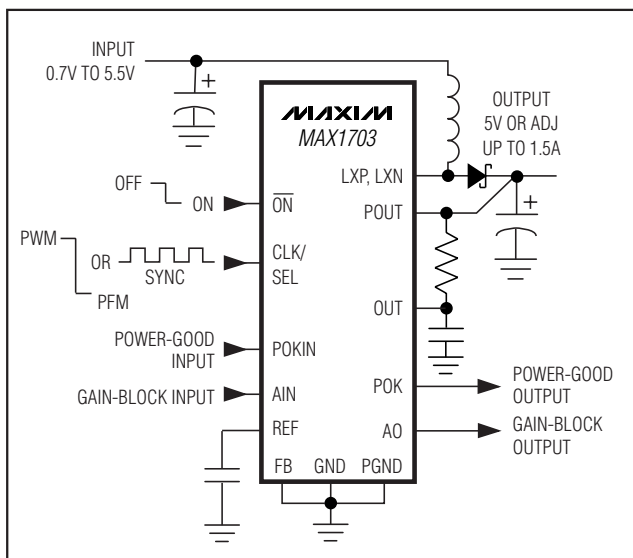 INPUT
0.7V TO 5.5V
MAXIM
MAX1703
OUTPUT
5V OR ADJ
UP TO 1.5A
LXP, LXN
OFF
ON
ON
POUT
PWM
OR
SYNC
PFM
CLK/
SEL
OUT
POWER-GOOD
INPUT
POKIN
GAIN-BLOCK INPUT
AIN
POK
POWER-GOOD
OUTPUT
REF
AO
GAIN-BLOCK
OUTPUT
FB GND PGND